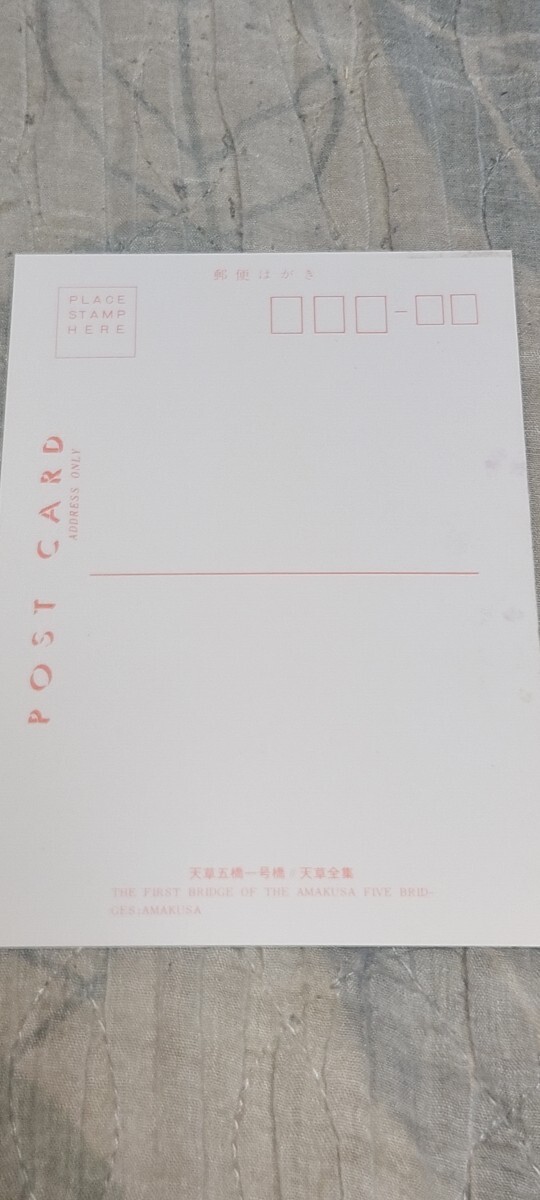 郵便はがき
PLACE
STAMP
HERE
POST CARD
ADDRESS ONLY
天草五橋一号橋:天草全集
THE FIRST BRIDGE OF THE AMAKUSA FIVE BRID-
GES:AMAKUSA